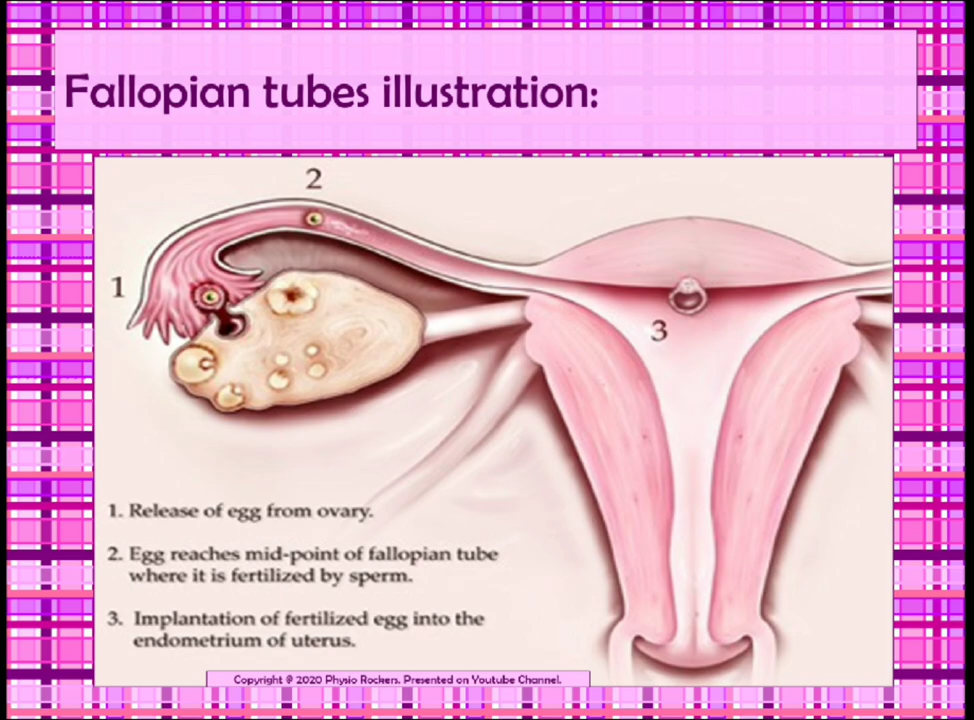 Fallopian tubes illustration:
2
1
3
1. Release of egg from ovary.
2. Egg reaches mid-point of fallopian tube
where it is fertilized by sperm.
3. Implantation of fertilized egg into the
endometrium of uterus.
Copyright @ 2020 Physio Rockers. Presented on Youtube Channel.